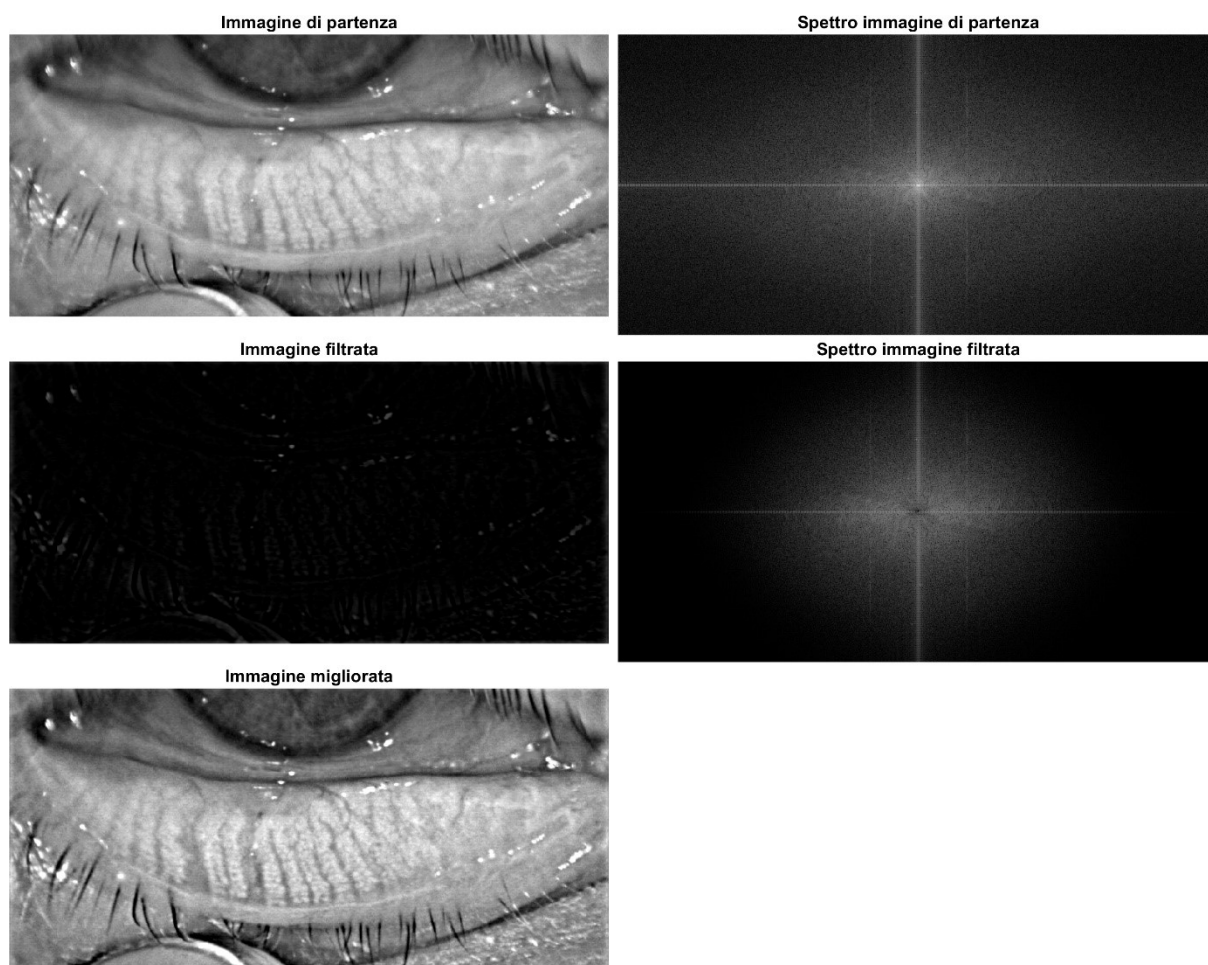 Immagine di partenza
Spettro immagine di partenza
Immagine filtrata
Spettro immagine filtrata
Immagine migliorata